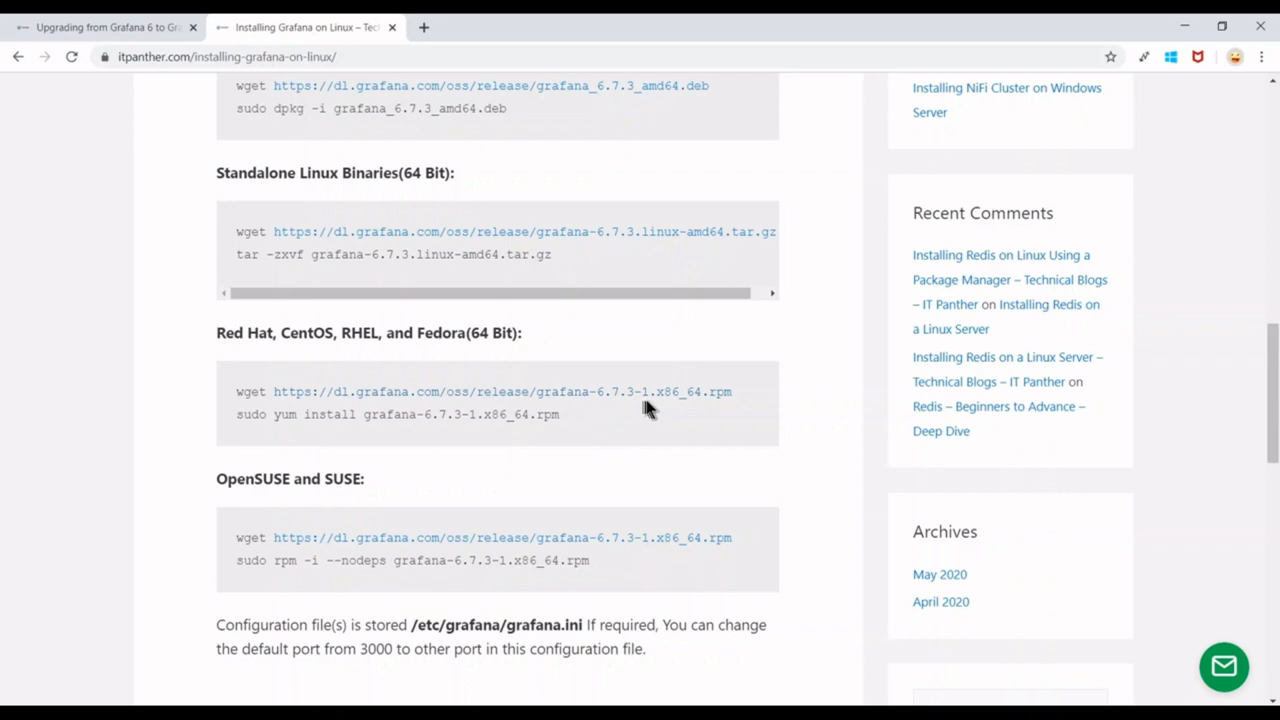 Upgrading from Grafana 6 to Gra
Installing Grafana on Linux – Tec
itpanther.com/installing-grafana-on-linux/
wget https://dl.grafana.com/oss/release/grafana_6.7.3_amd64.deb
sudo dpkg -i grafana_6.7.3_amd64.deb
Standalone Linux Binaries(64 Bit):
wget https://dl.grafana.com/oss/release/grafana-6.7.3.linux-amd64.tar.gz
tar -zxvf grafana-6.7.3.linux-amd64.tar.gz
Red Hat, CentOS, RHEL, and Fedora(64 Bit):
wget https://dl.grafana.com/oss/release/grafana-6.7.3-1.x86_64.rpm
sudo yum install grafana-6.7.3-1.x86_64.rpm
OpenSUSE and SUSE:
wget https://dl.grafana.com/oss/release/grafana-6.7.3-1.x86_64.rpm
sudo rpm -i --nodeps grafana-6.7.3-1.x86_64.rpm
Configuration file(s) is stored /etc/grafana/grafana.ini If required, You can change
the default port from 3000 to other port in this configuration file.
Installing NiFi Cluster on Windows
Server
Recent Comments
Installing Redis on Linux Using a
Package Manager – Technical Blogs
– IT Panther on Installing Redis on
a Linux Server
Installing Redis on a Linux Server –
Technical Blogs – IT Panther on
Redis – Beginners to Advance –
Deep Dive
Archives
May 2020
April 2020